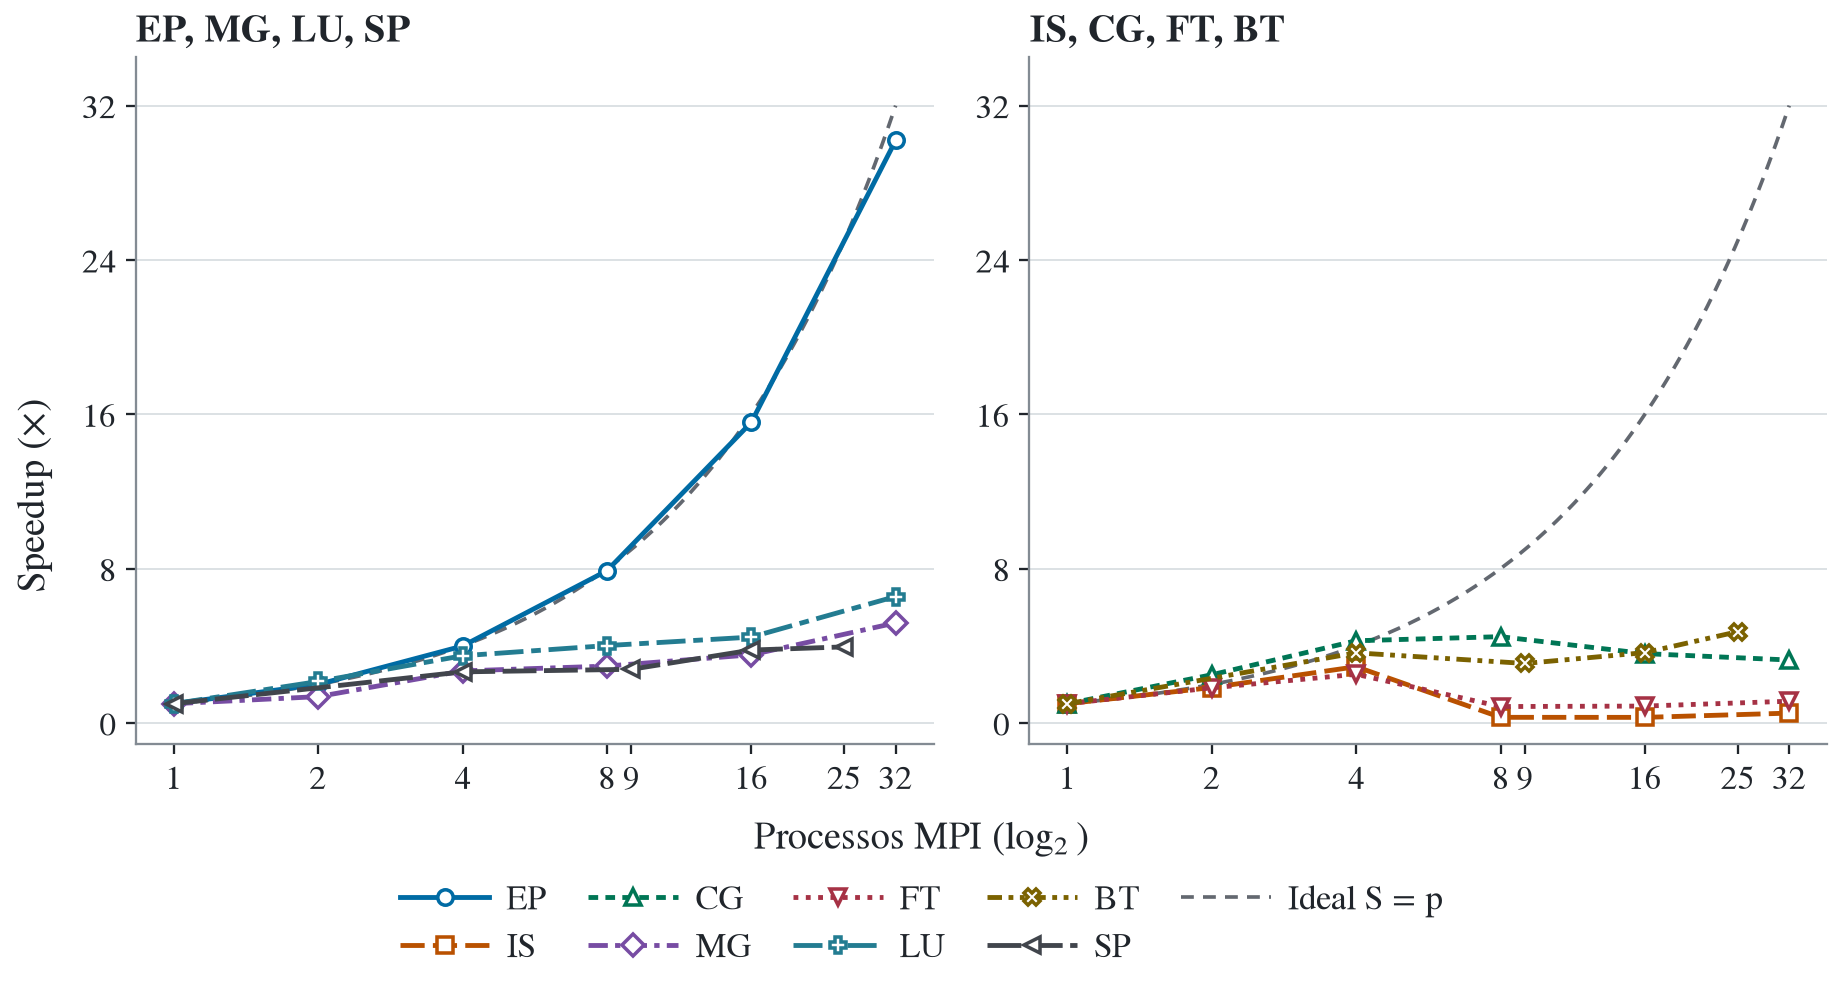 EP, MG, LU, SP
IS, CG, FT, BT
Speedup (×)
32
24
16
8
0
1 2 4 8 9 16 25 32
32
24
16
8
0
1 2 4 8 9 16 25 32
Processos MPI (log₂ )
EP CG FT BT Ideal S = p
IS MG LU SP